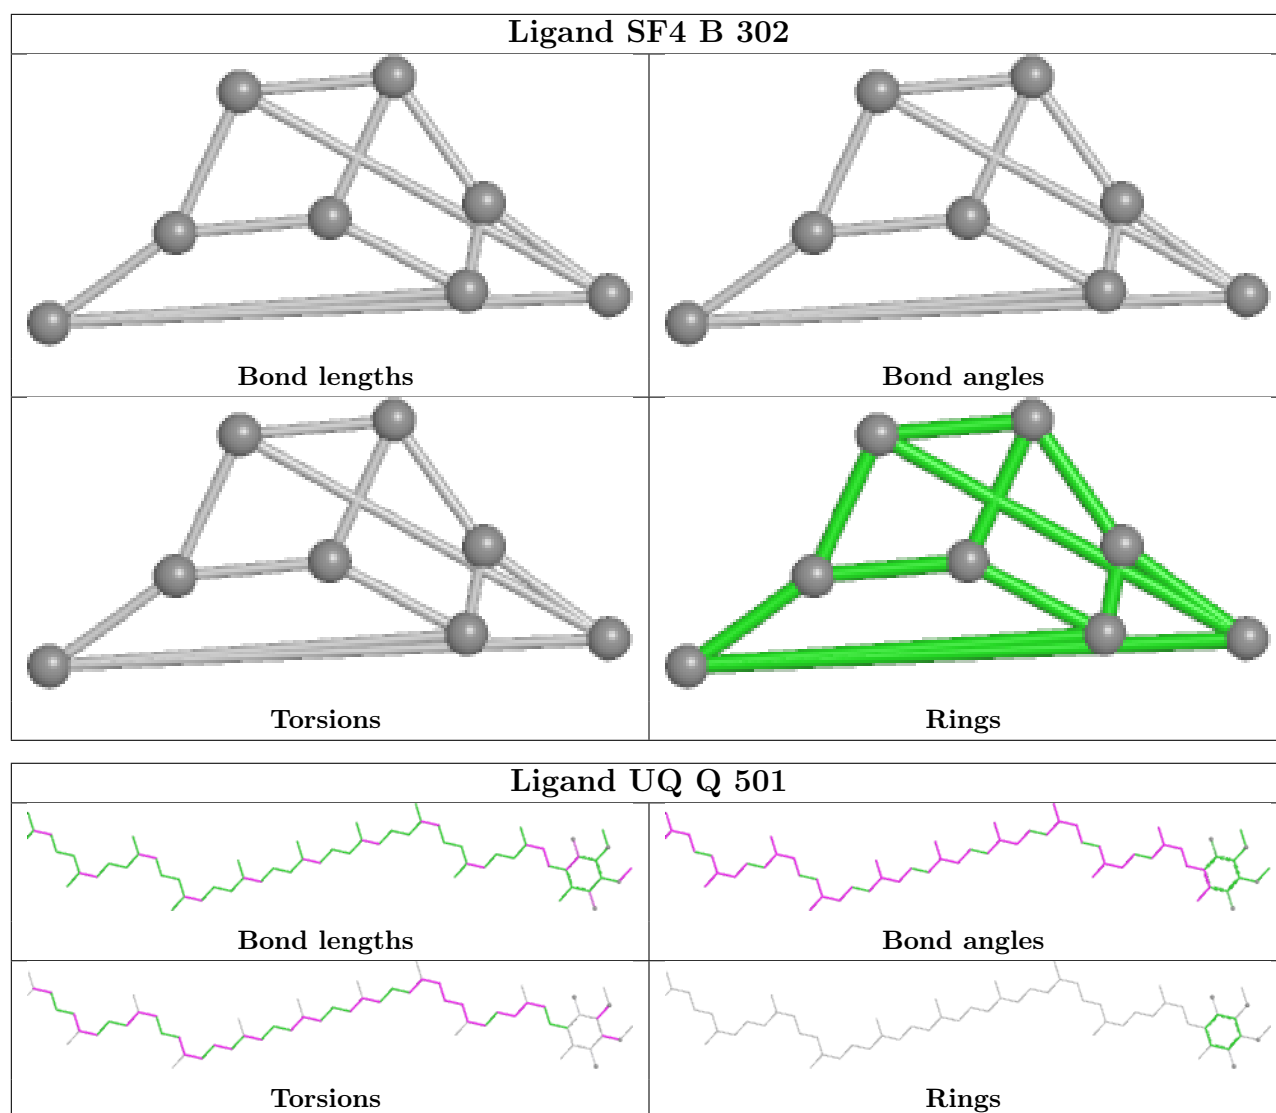 Ligand SF4 B 302
Bond lengths
Bond angles
Torsions
Rings
Ligand UQ Q 501
Bond lengths
Bond angles
Torsions
Rings